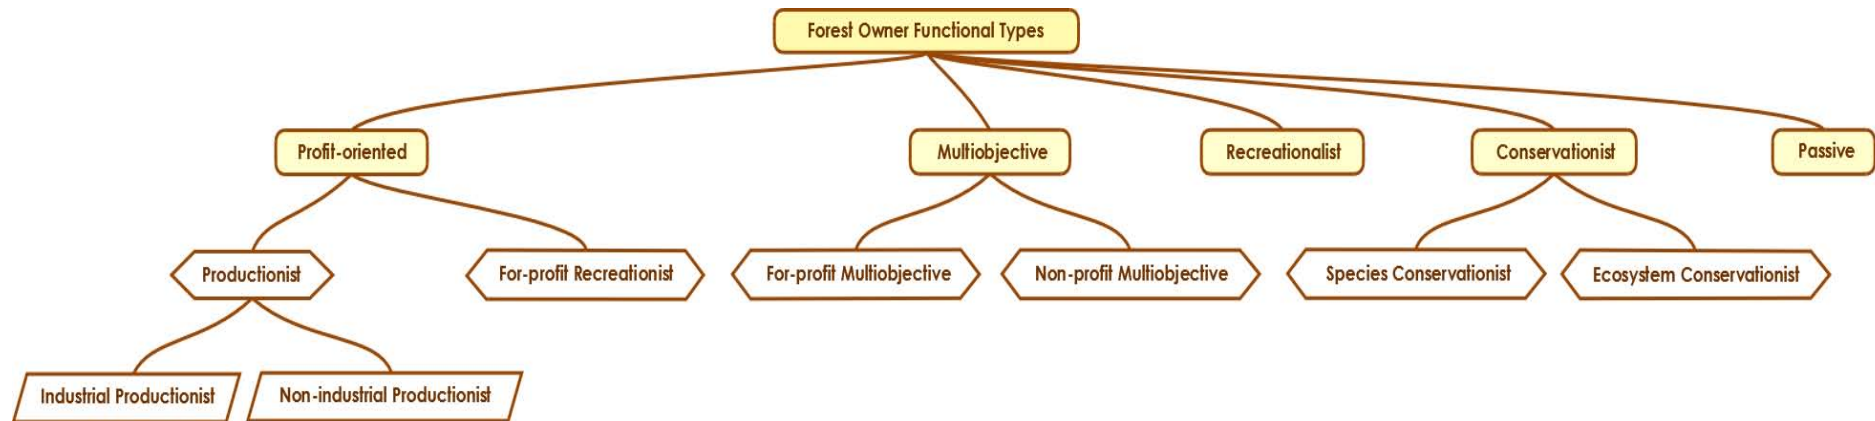 Forest Owner Functional Types
Profit-oriented
Multiobjective
Recreationalist
Conservationist
Passive
Productionist
For-profit Recreationist
For-profit Multiobjective
Non-profit Multiobjective
Species Conservationist
Ecosystem Conservationist
Industrial Productionist
Non-industrial Productionist